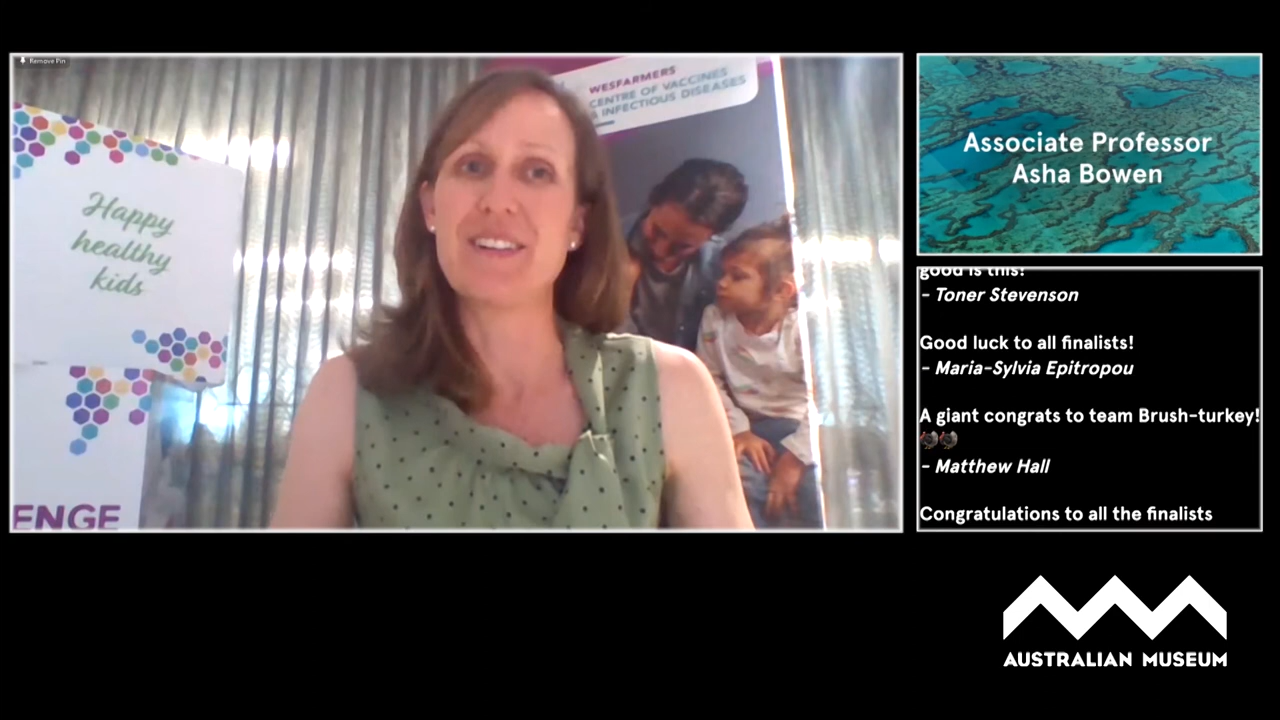 Remove Pin
WESFARMERS
CENTRE OF VACCINES
& INFECTIOUS DISEASES
Happy
healthy
kids
ENGE
Associate Professor
Asha Bowen
good is this!
- Toner Stevenson
Good luck to all finalists!
- Maria-Sylvia Epitropou
A giant congrats to team Brush-turkey!
🦃🦃
- Matthew Hall
Congratulations to all the finalists
AUSTRALIAN MUSEUM